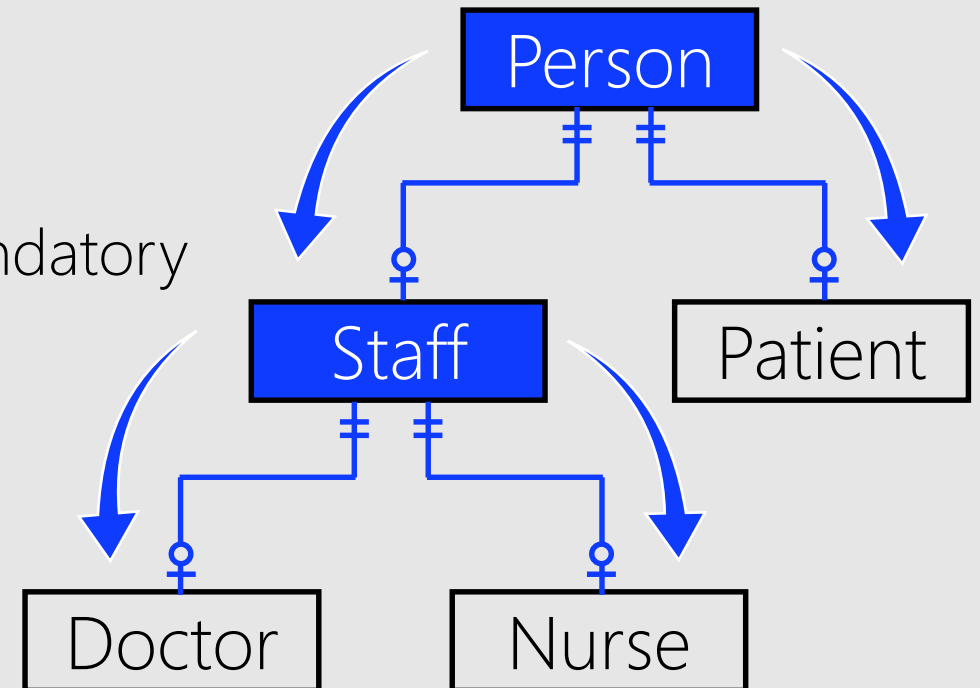 Person
ndatory
Staff
Patient
Doctor
Nurse